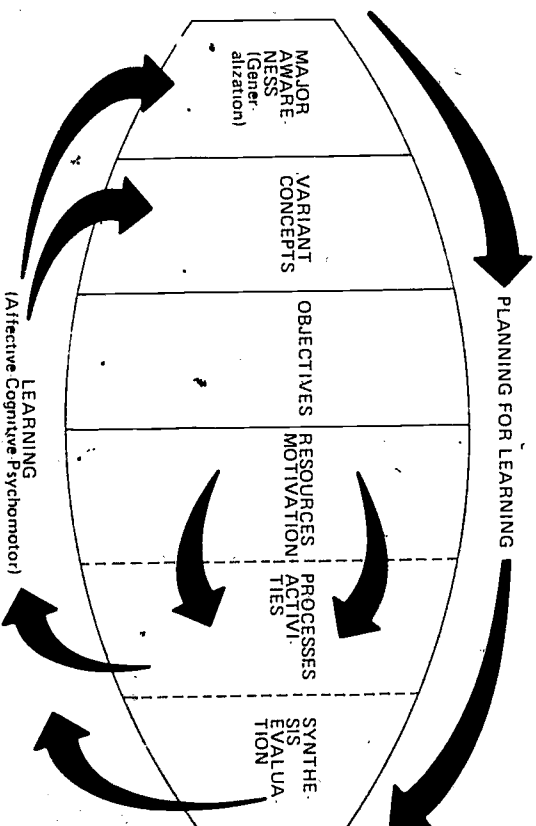 PLANNING FOR LEARNING
MAJOR
AWARE-
NESS
(Gener-
alization)
VARIANT
CONCEPTS
OBJECTIVES
RESOURCES
MOTIVATION
PROCESSES
ACTIVI-
TIES
SYNTHE-
SIS
EVALUA-
TION
LEARNING
(Affective-Cognitive-Psychomotor)